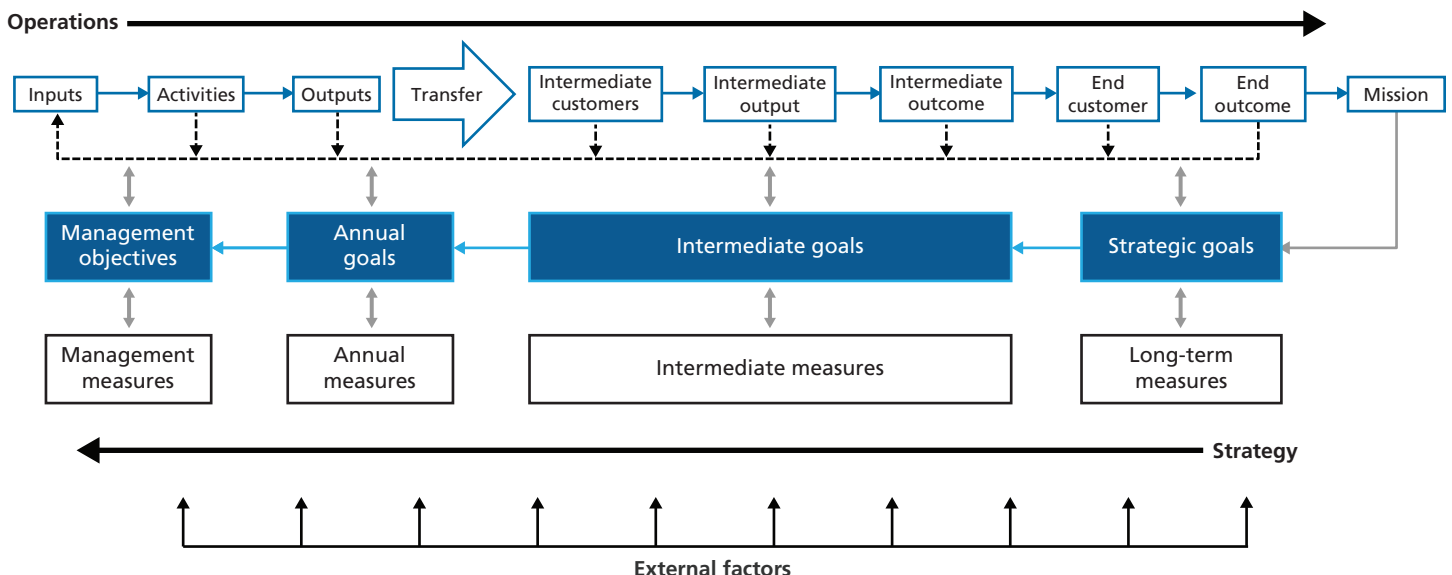 Operations
Inputs
Activities
Outputs
Transfer
Intermediate
customers
Intermediate
output
Intermediate
outcome
End
customer
End
outcome
Mission
Management
objectives
Annual
goals
Intermediate goals
Strategic goals
Management
measures
Annual
measures
Intermediate measures
Long-term
measures
Strategy
External factors